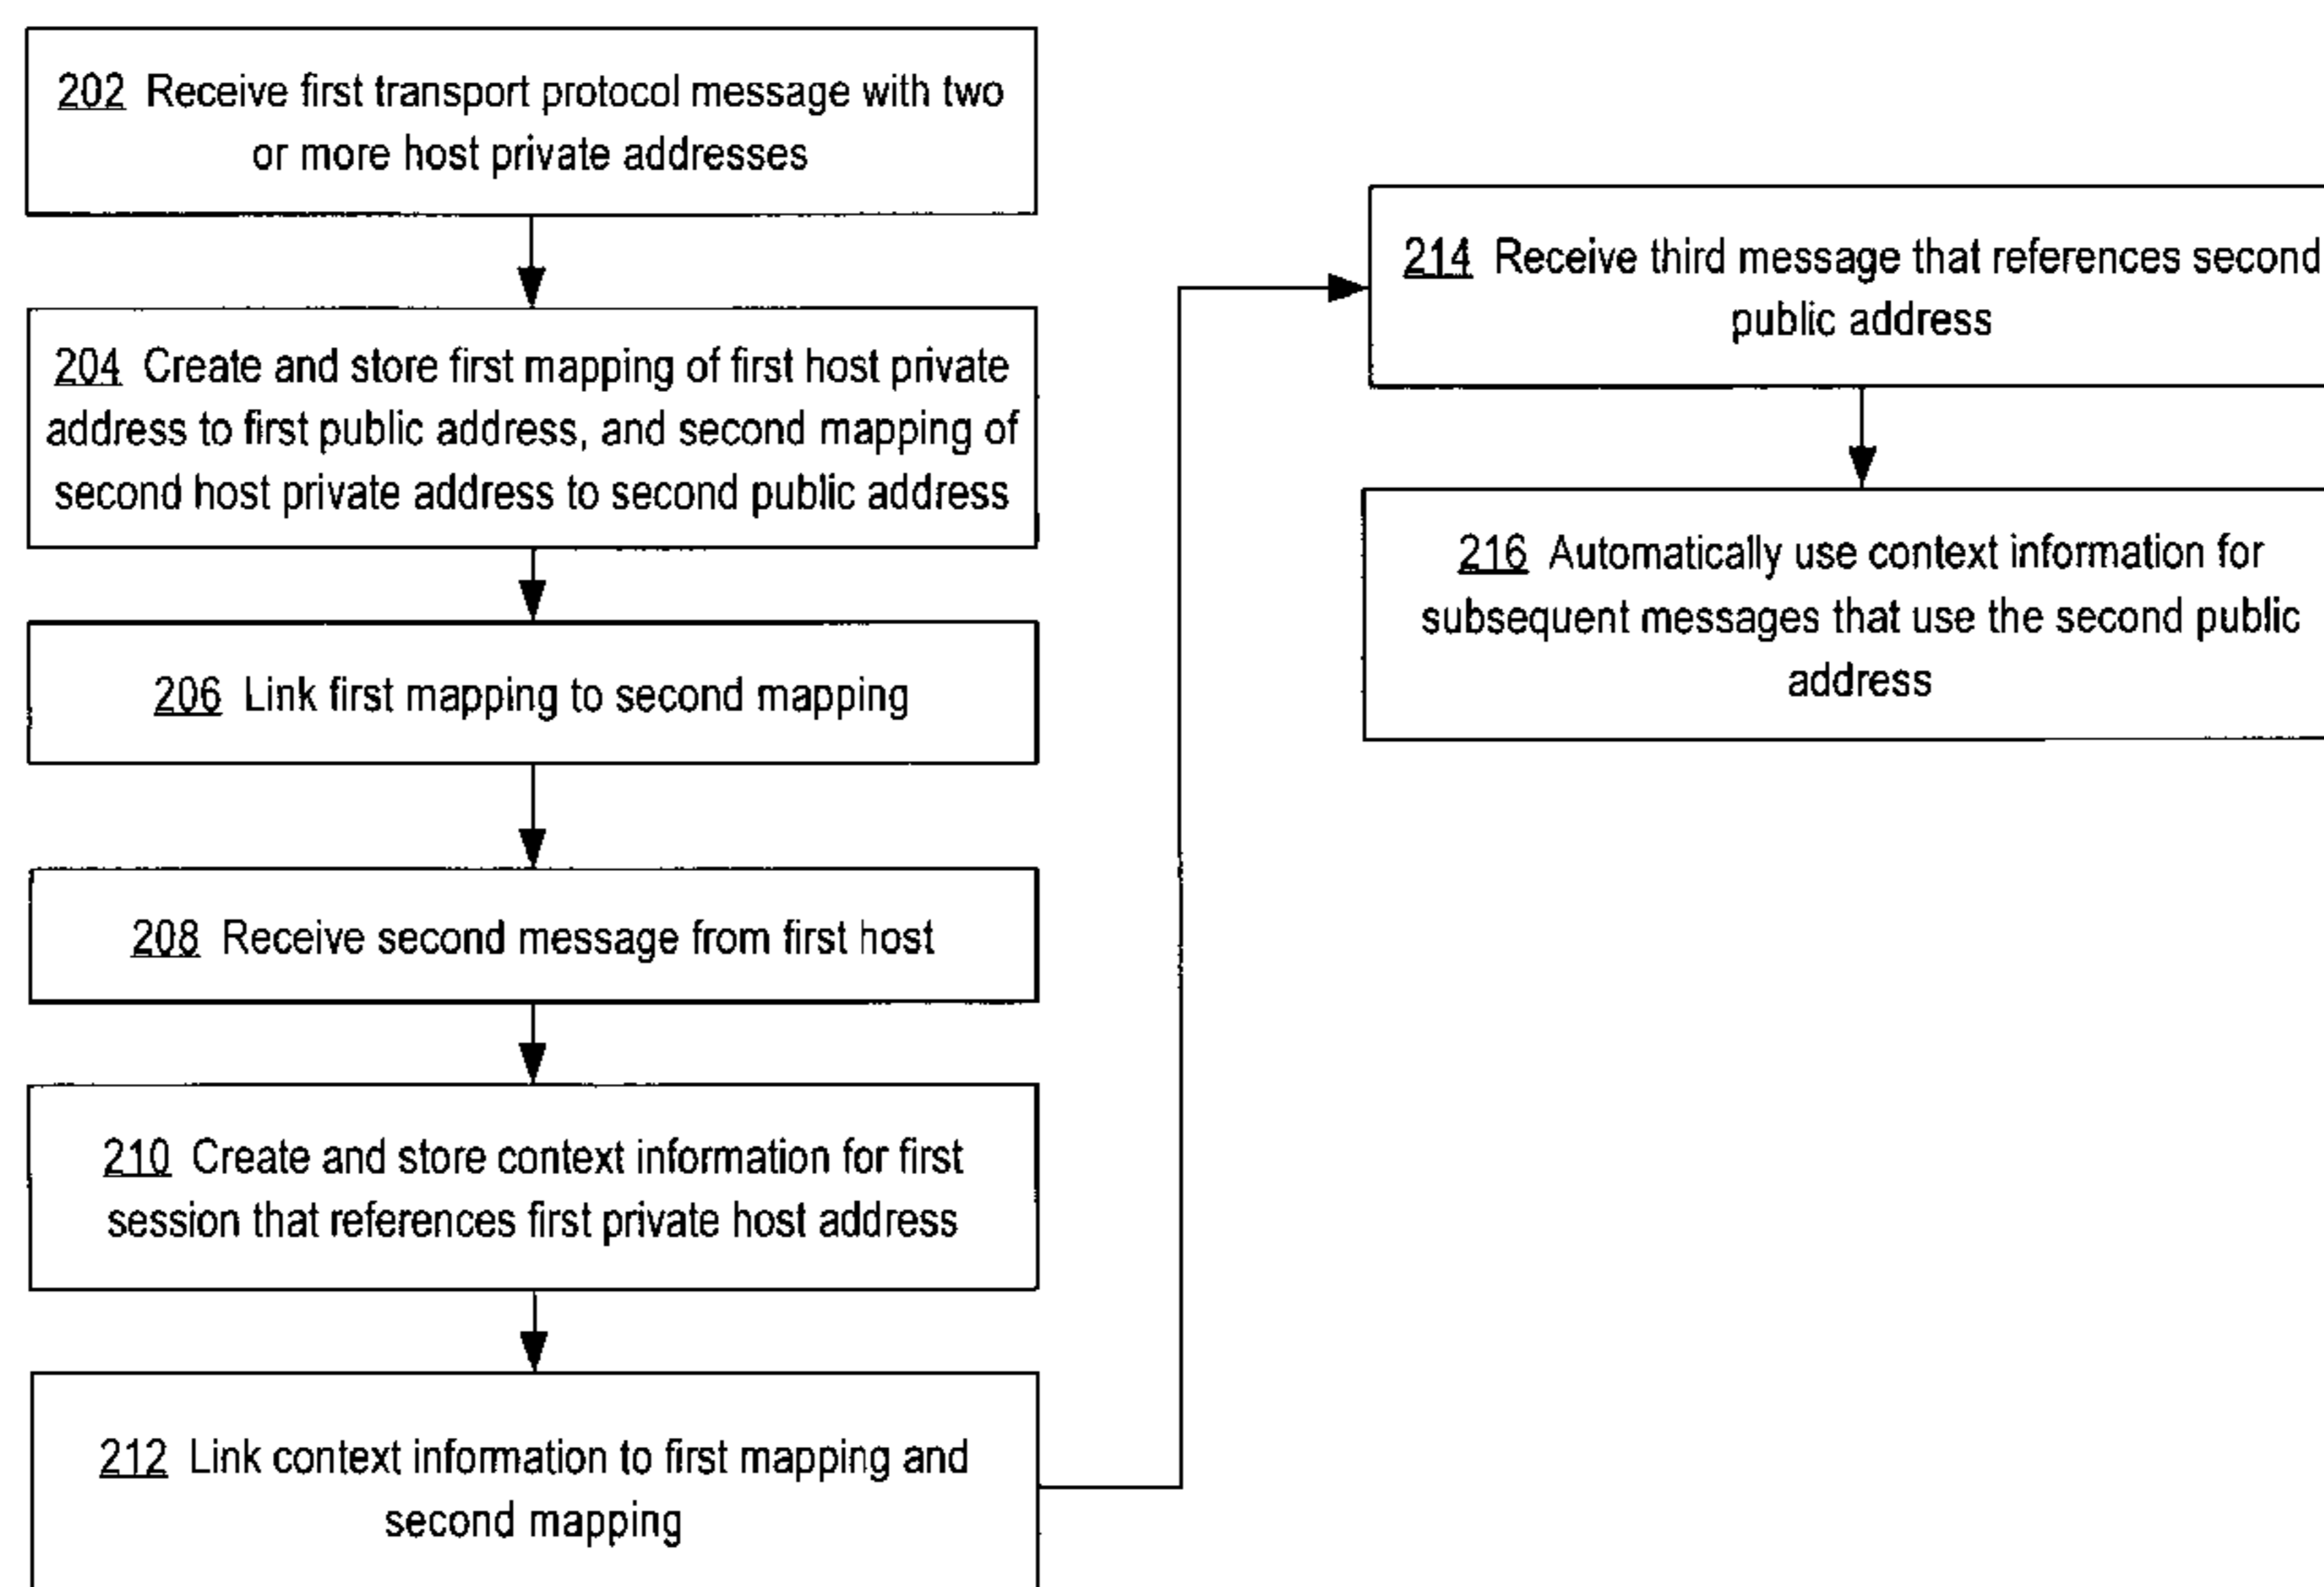 202 Receive first transport protocol message with two
or more host private addresses
204 Create and store first mapping of first host private
address to first public address, and second mapping of
second host private address to second public address
206 Link first mapping to second mapping
208 Receive second message from first host
210 Create and store context information for first
session that references first private host address
212 Link context information to first mapping and
second mapping
214 Receive third message that references second
public address
216 Automatically use context information for
subsequent messages that use the second public
address